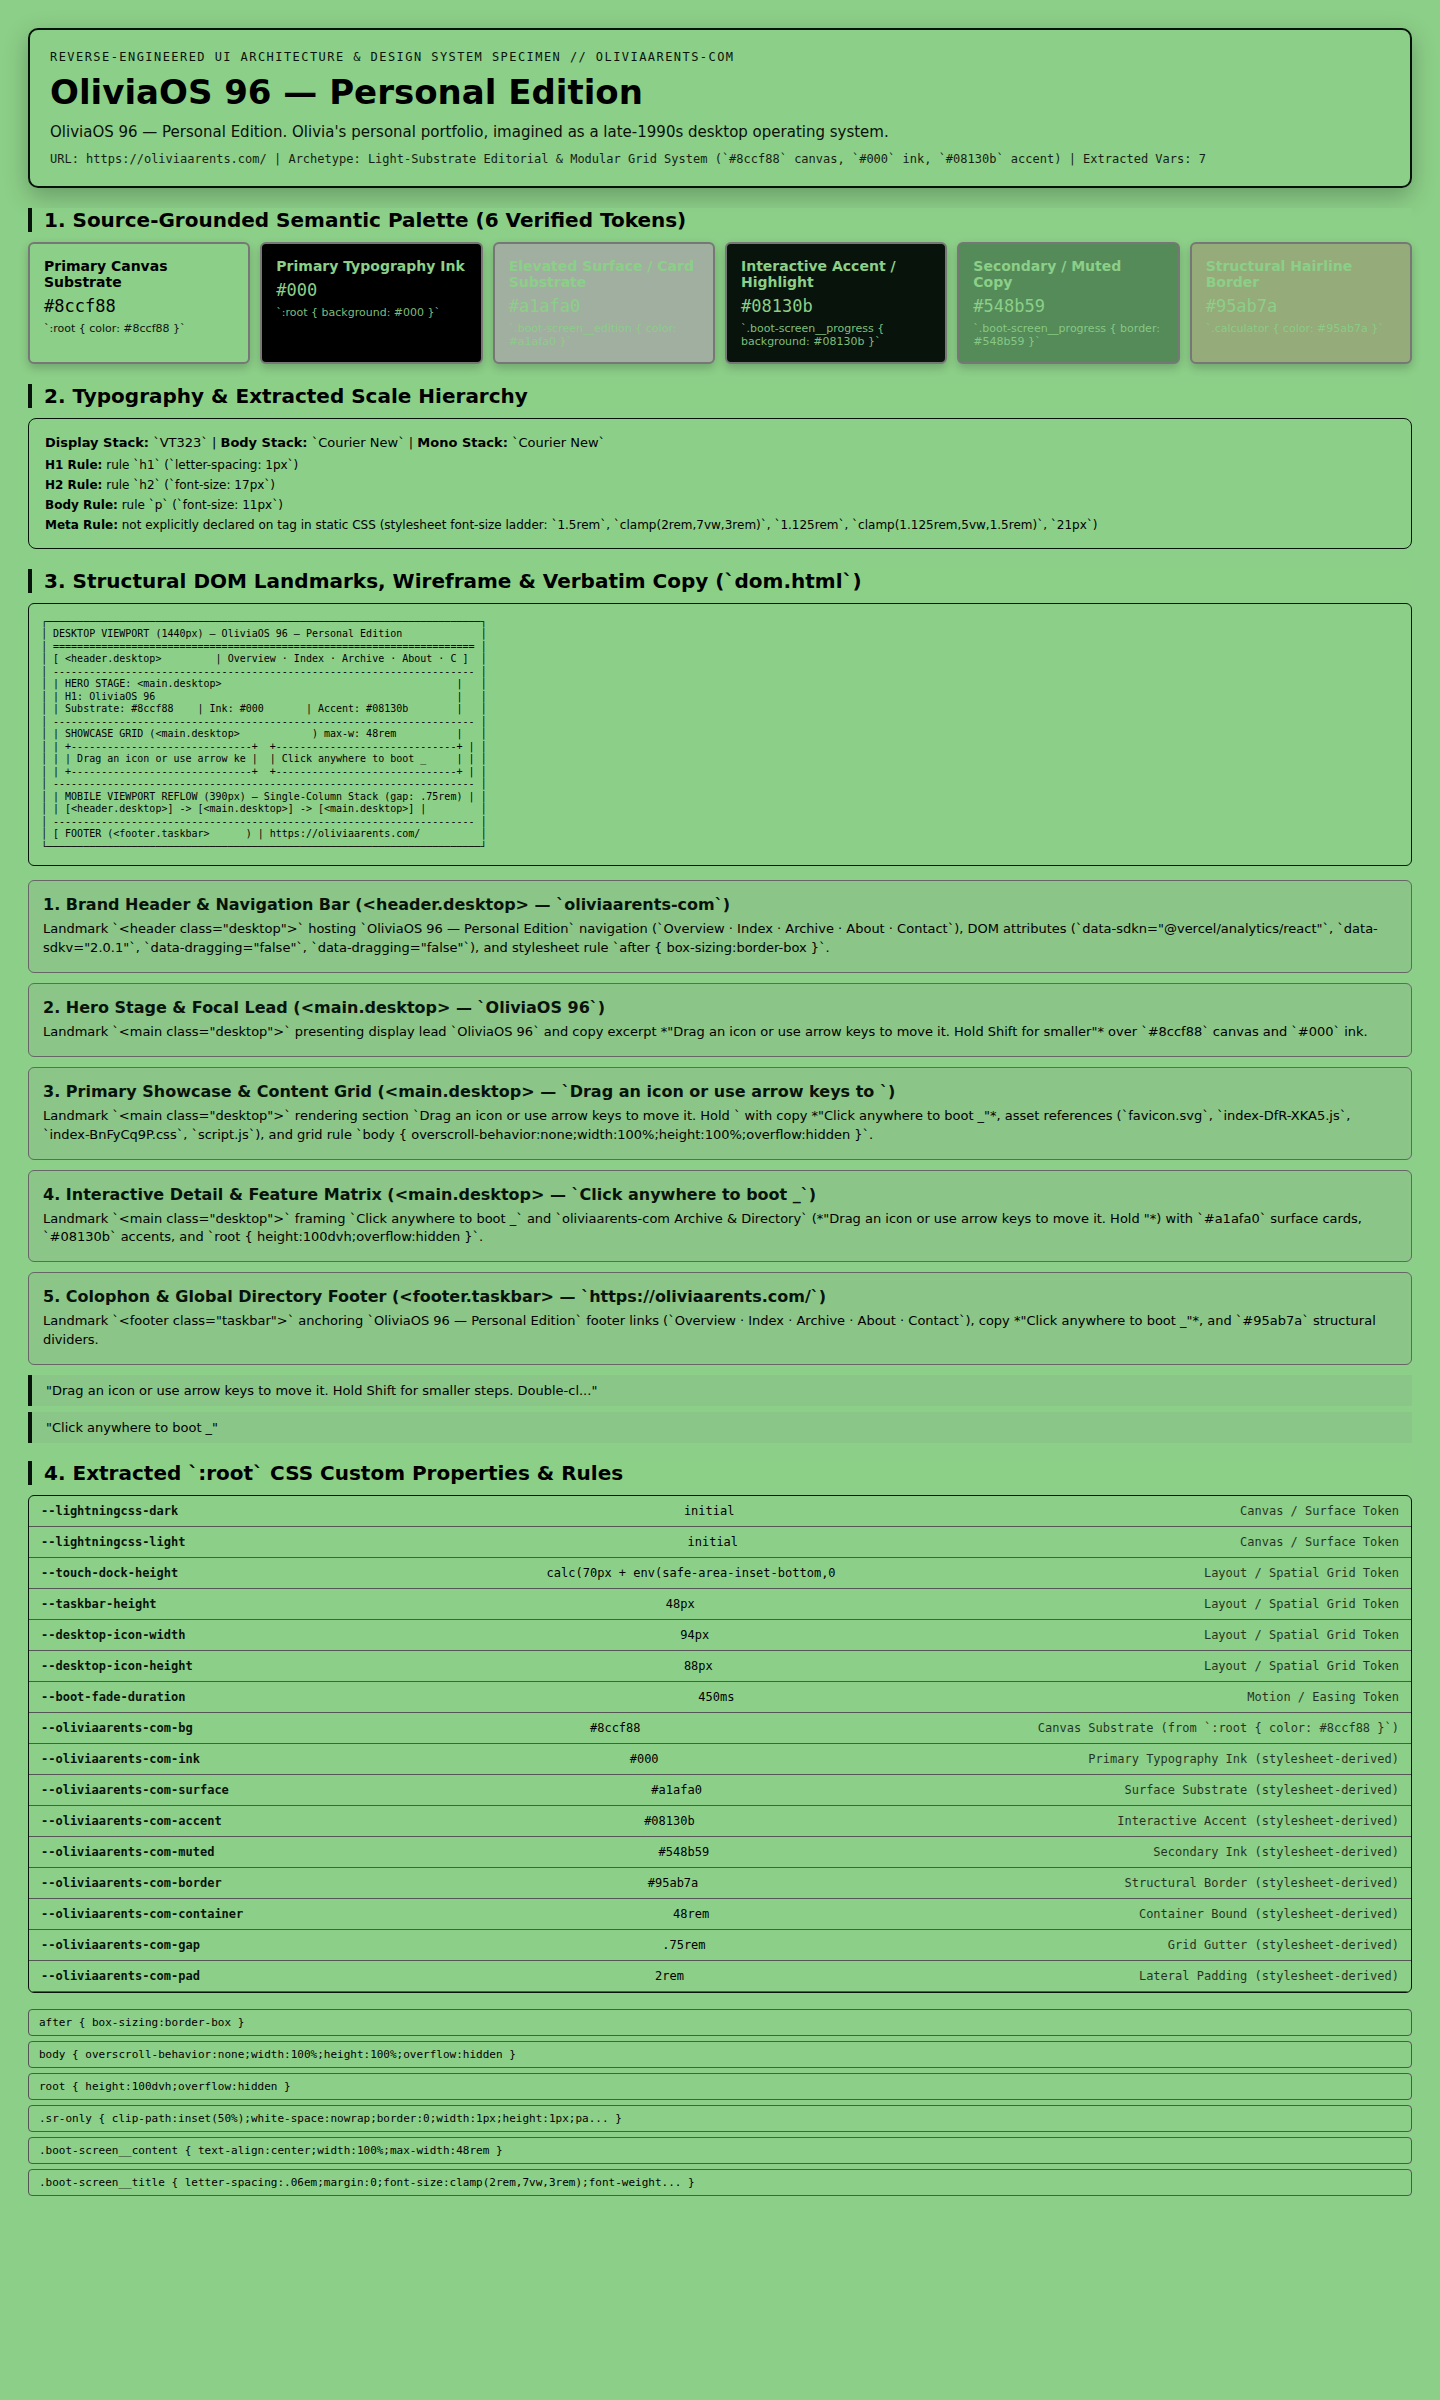 REVERSE-ENGINEERED UI ARCHITECTURE & DESIGN SYSTEM SPECIMEN // OLIVIAARENTS-COM
OliviaOS 96 — Personal Edition
OliviaOS 96 — Personal Edition. Olivia's personal portfolio, imagined as a late-1990s desktop operating system.
URL: https://oliviaarents.com/ | Archetype: Light-Substrate Editorial & Modular Grid System (`#8ccf88` canvas, `#000` ink, `#08130b` accent) | Extracted Vars: 7
1. Source-Grounded Semantic Palette (6 Verified Tokens)
Primary Canvas
Substrate
#8ccf88
`:root { color: #8ccf88 }`
Primary Typography Ink
#000
`:root { background: #000 }`
Elevated Surface / Card
Substrate
#a1afa0
`.boot-screen__edition { color:
#a1afa0 }`
Interactive Accent /
Highlight
#08130b
`.boot-screen__progress {
background: #08130b }`
Secondary / Muted
Copy
#548b59
`.boot-screen__progress { border:
#548b59 }`
Structural Hairline
Border
#95ab7a
`.calculator { color: #95ab7a }`
2. Typography & Extracted Scale Hierarchy
Display Stack: `VT323` | Body Stack: `Courier New` | Mono Stack: `Courier New`
H1 Rule: rule `h1` (`letter-spacing: 1px`)
H2 Rule: rule `h2` (`font-size: 17px`)
Body Rule: rule `p` (`font-size: 11px`)
Meta Rule: not explicitly declared on tag in static CSS (stylesheet font-size ladder: `1.5rem`, `clamp(2rem,7vw,3rem)`, `1.125rem`, `clamp(1.125rem,5vw,1.5rem)`, `21px`)
3. Structural DOM Landmarks, Wireframe & Verbatim Copy (`dom.html`)
DESKTOP VIEWPORT (1440px) — OliviaOS 96 — Personal Edition
======================================================================
[ <header.desktop>         | Overview · Index · Archive · About · C ]
----------------------------------------------------------------------
| HERO STAGE: <main.desktop>                                       |
| H1: OliviaOS 96                                                  |
| Substrate: #8ccf88    | Ink: #000       | Accent: #08130b        |
----------------------------------------------------------------------
| SHOWCASE GRID (<main.desktop>            ) max-w: 48rem          |
| +------------------------------+  +------------------------------+ |
| | Drag an icon or use arrow ke |  | Click anywhere to boot _     | |
| +------------------------------+  +------------------------------+ |
----------------------------------------------------------------------
| MOBILE VIEWPORT REFLOW (390px) — Single-Column Stack (gap: .75rem) |
| [<header.desktop>] -> [<main.desktop>] -> [<main.desktop>] |
----------------------------------------------------------------------
[ FOOTER (<footer.taskbar>      ) | https://oliviaarents.com/
1. Brand Header & Navigation Bar (<header.desktop> — `oliviaarents-com`)
Landmark `<header class="desktop">` hosting `OliviaOS 96 — Personal Edition` navigation (`Overview · Index · Archive · About · Contact`), DOM attributes (`data-sdkn="@vercel/analytics/react"`, `data-
sdkv="2.0.1"`, `data-dragging="false"`, `data-dragging="false"`), and stylesheet rule `after { box-sizing:border-box }`.
2. Hero Stage & Focal Lead (<main.desktop> — `OliviaOS 96`)
Landmark `<main class="desktop">` presenting display lead `OliviaOS 96` and copy excerpt *"Drag an icon or use arrow keys to move it. Hold Shift for smaller"* over `#8ccf88` canvas and `#000` ink.
3. Primary Showcase & Content Grid (<main.desktop> — `Drag an icon or use arrow keys to `)
Landmark `<main class="desktop">` rendering section `Drag an icon or use arrow keys to move it. Hold ` with copy *"Click anywhere to boot _"*, asset references (`favicon.svg`, `index-DfR-XKA5.js`,
`index-BnFyCq9P.css`, `script.js`), and grid rule `body { overscroll-behavior:none;width:100%;height:100%;overflow:hidden }`.
4. Interactive Detail & Feature Matrix (<main.desktop> — `Click anywhere to boot _`)
Landmark `<main class="desktop">` framing `Click anywhere to boot _` and `oliviaarents-com Archive & Directory` (*"Drag an icon or use arrow keys to move it. Hold "*) with `#a1afa0` surface cards,
`#08130b` accents, and `root { height:100dvh;overflow:hidden }`.
5. Colophon & Global Directory Footer (<footer.taskbar> — `https://oliviaarents.com/`)
Landmark `<footer class="taskbar">` anchoring `OliviaOS 96 — Personal Edition` footer links (`Overview · Index · Archive · About · Contact`), copy *"Click anywhere to boot _"*, and `#95ab7a` structural
dividers.
"Drag an icon or use arrow keys to move it. Hold Shift for smaller steps. Double-cl..."
"Click anywhere to boot _"
4. Extracted `:root` CSS Custom Properties & Rules
--lightningcss-dark initial Canvas / Surface Token
--lightningcss-light initial Canvas / Surface Token
--touch-dock-height calc(70px + env(safe-area-inset-bottom,0 Layout / Spatial Grid Token
--taskbar-height 48px Layout / Spatial Grid Token
--desktop-icon-width 94px Layout / Spatial Grid Token
--desktop-icon-height 88px Layout / Spatial Grid Token
--boot-fade-duration 450ms Motion / Easing Token
--oliviaarents-com-bg #8ccf88 Canvas Substrate (from `:root { color: #8ccf88 }`)
--oliviaarents-com-ink #000 Primary Typography Ink (stylesheet-derived)
--oliviaarents-com-surface #a1afa0 Surface Substrate (stylesheet-derived)
--oliviaarents-com-accent #08130b Interactive Accent (stylesheet-derived)
--oliviaarents-com-muted #548b59 Secondary Ink (stylesheet-derived)
--oliviaarents-com-border #95ab7a Structural Border (stylesheet-derived)
--oliviaarents-com-container 48rem Container Bound (stylesheet-derived)
--oliviaarents-com-gap .75rem Grid Gutter (stylesheet-derived)
--oliviaarents-com-pad 2rem Lateral Padding (stylesheet-derived)
after { box-sizing:border-box }
body { overscroll-behavior:none;width:100%;height:100%;overflow:hidden }
root { height:100dvh;overflow:hidden }
.sr-only { clip-path:inset(50%);white-space:nowrap;border:0;width:1px;height:1px;pa... }
.boot-screen__content { text-align:center;width:100%;max-width:48rem }
.boot-screen__title { letter-spacing:.06em;margin:0;font-size:clamp(2rem,7vw,3rem);font-weight... }